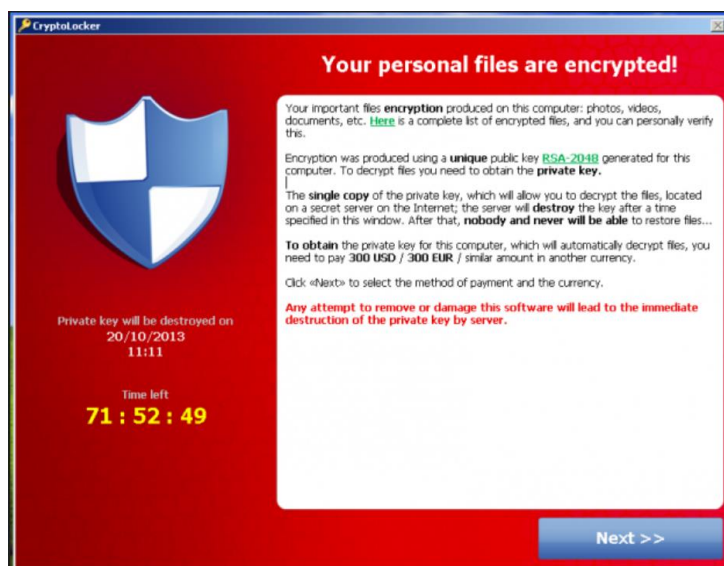 CryptoLocker
Your personal files are encrypted!
Your important files encryption produced on this computer: photos, videos,
documents, etc. Here is a complete list of encrypted files, and you can personally verify
this.
Encryption was produced using a unique public key RSA-2048 generated for this
computer. To decrypt files you need to obtain the private key.
The single copy of the private key, which will allow you to decrypt the files, located
on a secret server on the Internet; the server will destroy the key after a time
specified in this window. After that, nobody and never will be able to restore files...
To obtain the private key for this computer, which will automatically decrypt files, you
need to pay 300 USD / 300 EUR / similar amount in another currency.
Click «Next» to select the method of payment and the currency.
Any attempt to remove or damage this software will lead to the immediate
destruction of the private key by server.
Private key will be destroyed on
20/10/2013
11:11
Time left
71 : 52 : 49
Next >>